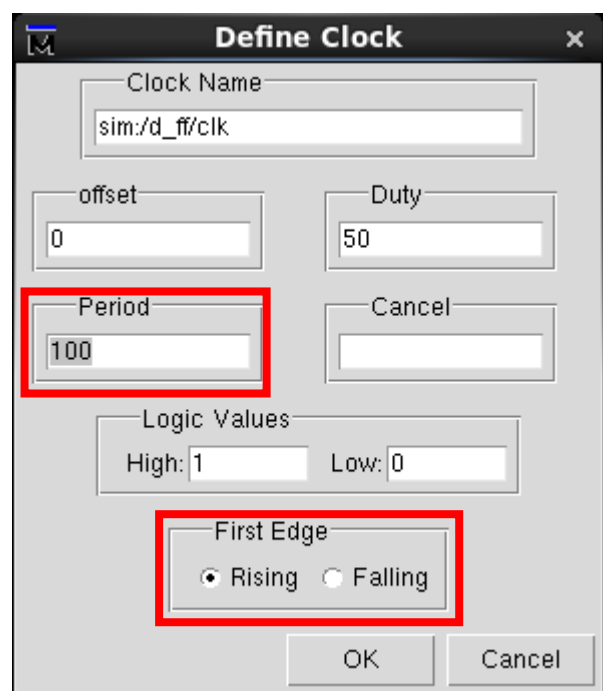 Define Clock
Clock Name
sim:/d_ff/clk
offset
0
Duty
50
Period
100
Cancel
Logic Values
High: 1 Low: 0
First Edge
Rising Falling
OK Cancel